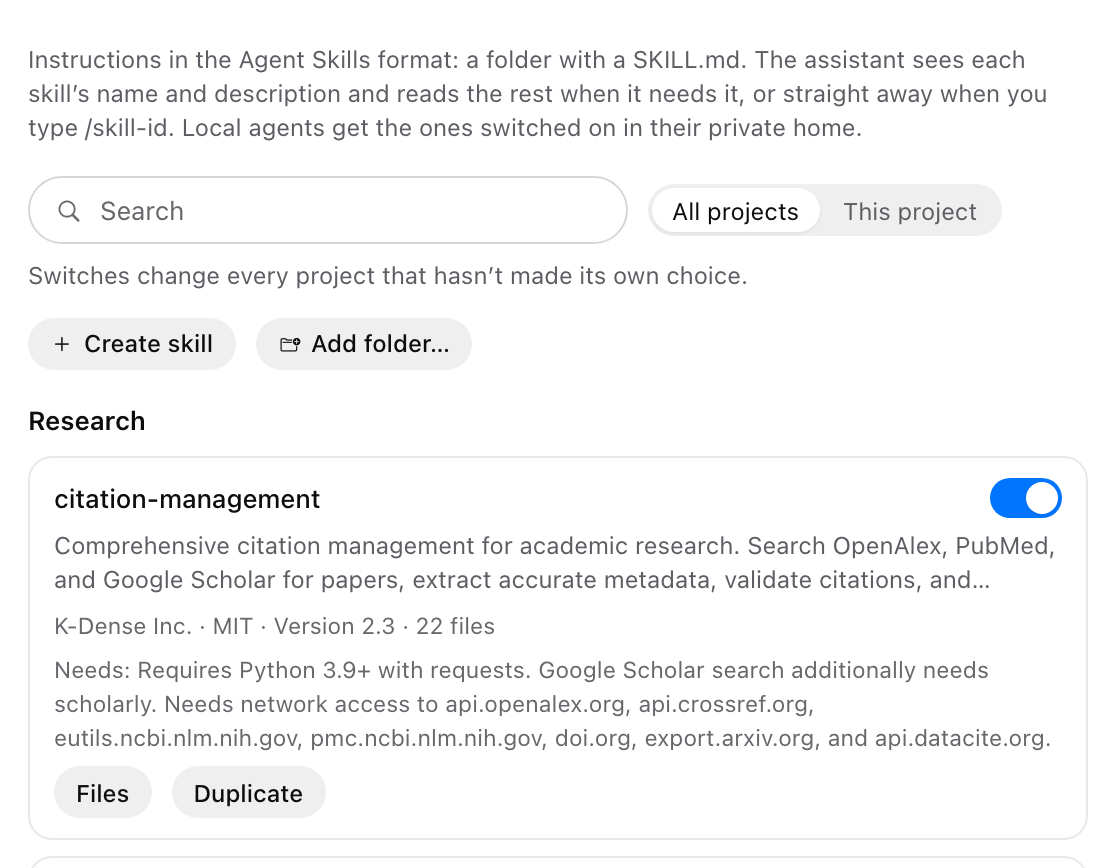 Instructions in the Agent Skills format: a folder with a SKILL.md. The assistant sees each
skill’s name and description and reads the rest when it needs it, or straight away when you
type /skill-id. Local agents get the ones switched on in their private home.
Search
All projects
This project
Switches change every project that hasn’t made its own choice.
+ Create skill
Add folder...
Research
citation-management
Comprehensive citation management for academic research. Search OpenAlex, PubMed,
and Google Scholar for papers, extract accurate metadata, validate citations, and...
K-Dense Inc. · MIT · Version 2.3 · 22 files
Needs: Requires Python 3.9+ with requests. Google Scholar search additionally needs
scholarly. Needs network access to api.openalex.org, api.crossref.org,
eutils.ncbi.nlm.nih.gov, pmc.ncbi.nlm.nih.gov, doi.org, export.arxiv.org, and api.datacite.org.
Files
Duplicate